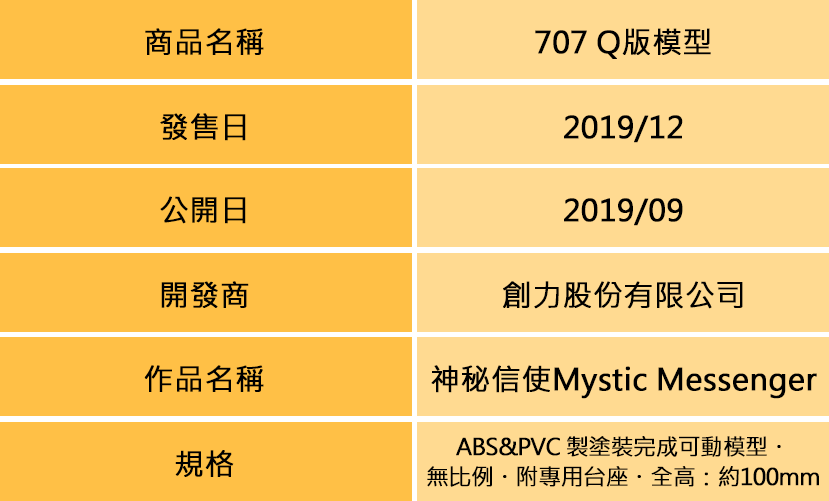 商品名稱 707 Q版模型
發售日 2019/12
公開日 2019/09
開發商 創力股份有限公司
作品名稱 神秘信使Mystic Messenger
規格 ABS&PVC 製塗裝完成可動模型・
無比例・附專用台座・全高：約100mm